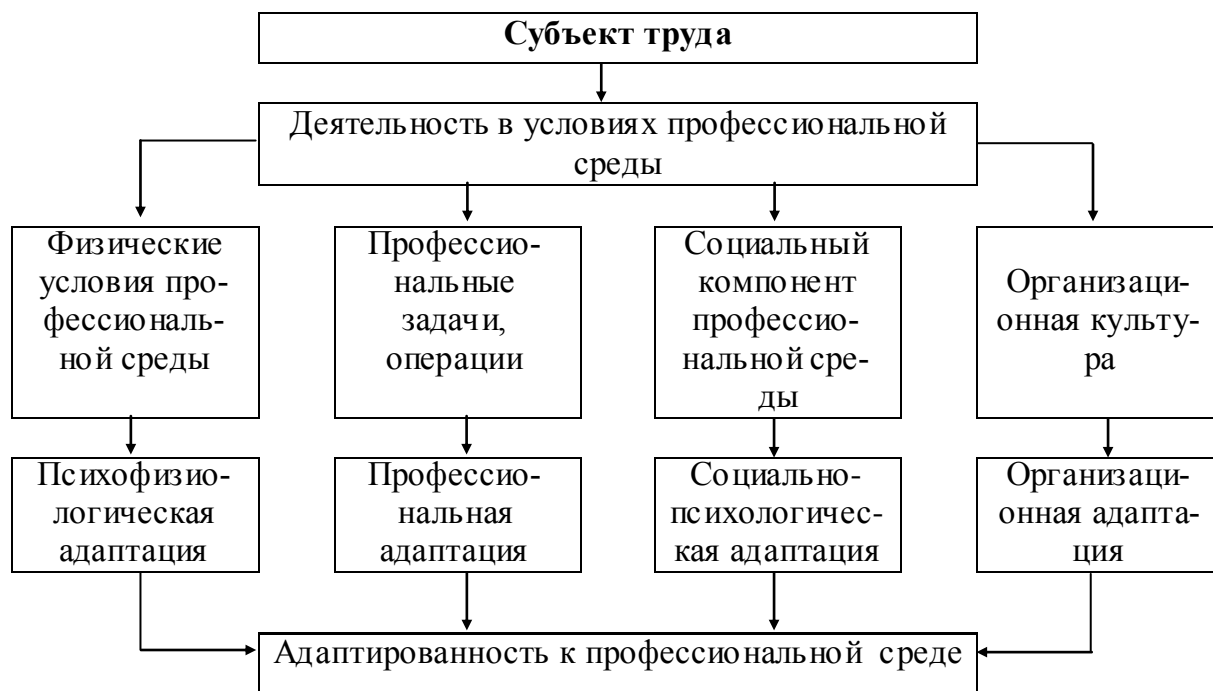 Субъект труда
Деятельность в условиях профессиональной
среды
Физические
условия про-
фессиональ-
ной среды
Профессио-
нальные
задачи,
операции
Социальный
компонент
профессио-
нальной сре-
ды
Организаци-
онная культу-
ра
Психофизио-
логическая
адаптация
Профессио-
нальная
адаптация
Социально-
психологичес-
кая адаптация
Организаци-
онная адапта-
ция
Адаптированность к профессиональной среде